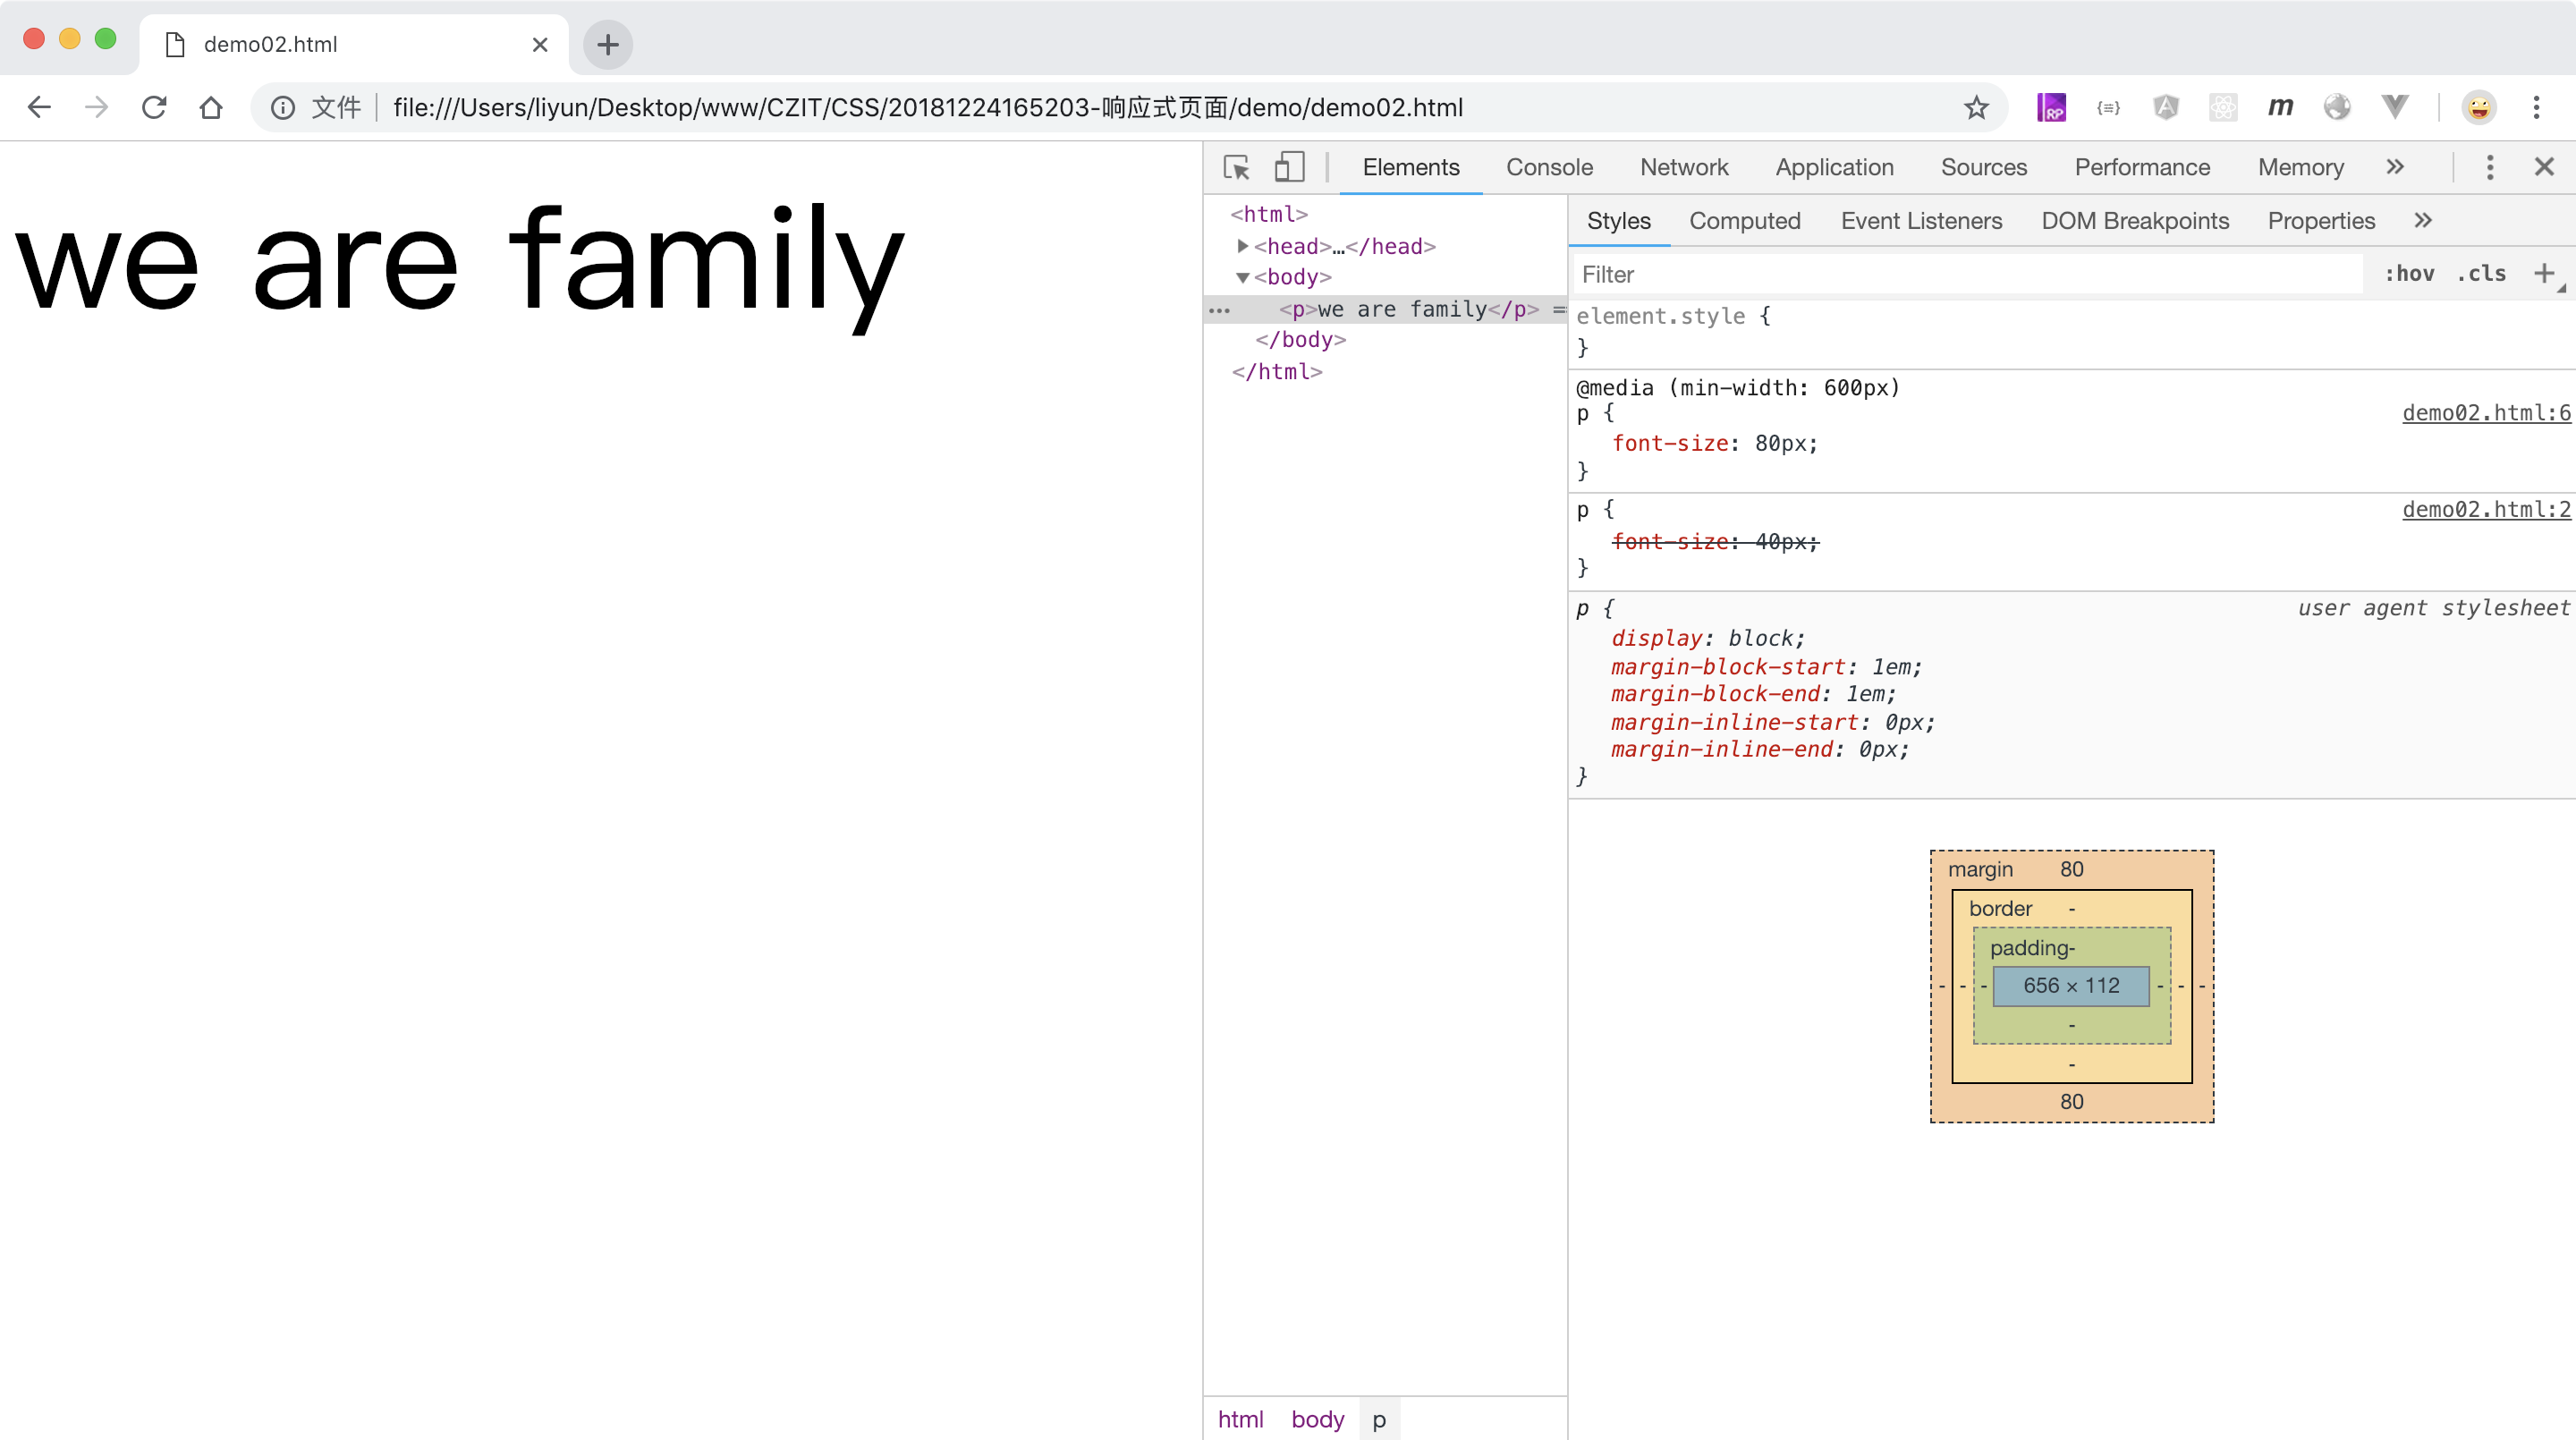 demo02.html
文件 file:///Users/liyun/Desktop/www/CZIT/CSS/20181224165203-响应式页面/demo/demo02.html
RP {≡} A m
we are family
Elements Console Network Application Sources Performance Memory »
<html>
<head>…</head>
<body>
… <p>we are family</p> =
</body>
</html>
html body p
Styles Computed Event Listeners DOM Breakpoints Properties »
Filter :hov .cls +
element.style {
}
@media (min-width: 600px)
p { demo02.html:6
font-size: 80px;
}
p { demo02.html:2
font-size: 40px;
}
p { user agent stylesheet
display: block;
margin-block-start: 1em;
margin-block-end: 1em;
margin-inline-start: 0px;
margin-inline-end: 0px;
}
margin 80
border -
padding-
- - - 656 × 112 - - -
-
-
80